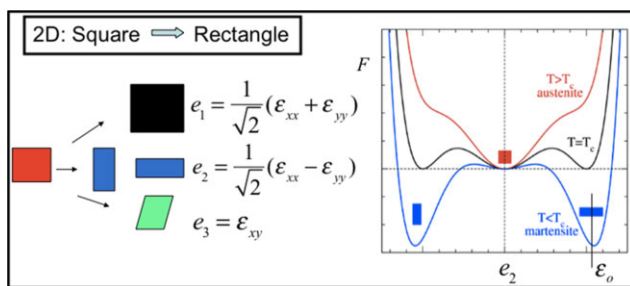 2D: Square ⇒ Rectangle
e₁ = 1/√2 (ε_xx + ε_yy)
e₂ = 1/√2 (ε_xx − ε_yy)
e₃ = ε_xy
F
T>T_c
austenite
T=T_c
T<T_c
martensite
e₂
ε_o